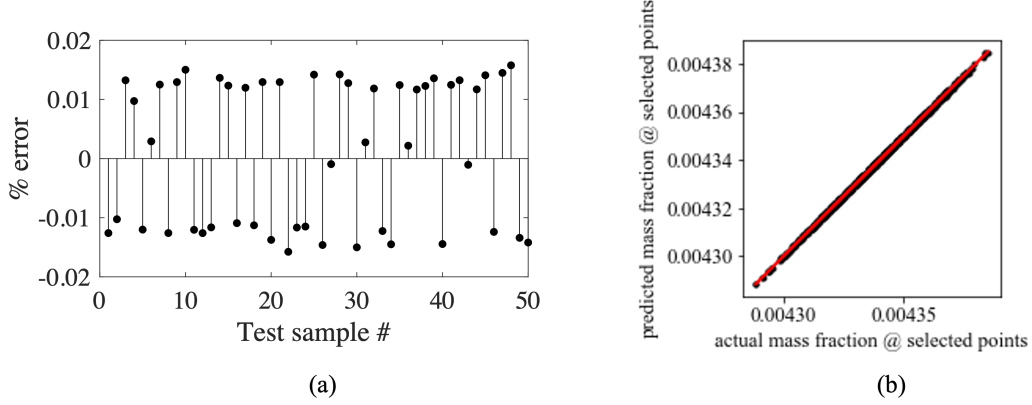 0.02
0.01
0
-0.01
-0.02
% error
0 10 20 30 40 50
Test sample #
(a)
predicted mass fraction @ selected points
0.00438
0.00436
0.00434
0.00432
0.00430
0.00430 0.00435
actual mass fraction @ selected points
(b)